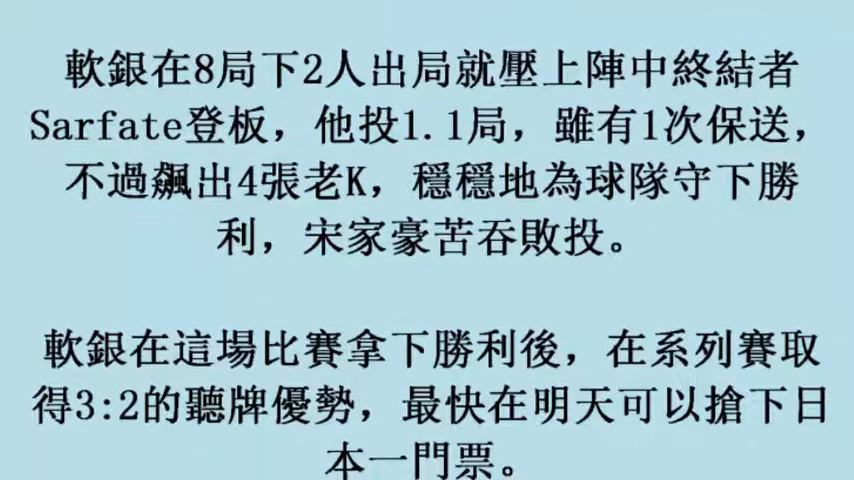 軟銀在8局下2人出局就壓上陣中終結者
Sarfate登板，他投1.1局，雖有1次保送，
不過飆出4張老K，穩穩地為球隊守下勝
利，宋家豪苦吞敗投。
軟銀在這場比賽拿下勝利後，在系列賽取
得3:2的聽牌優勢，最快在明天可以搶下日
本一門票。